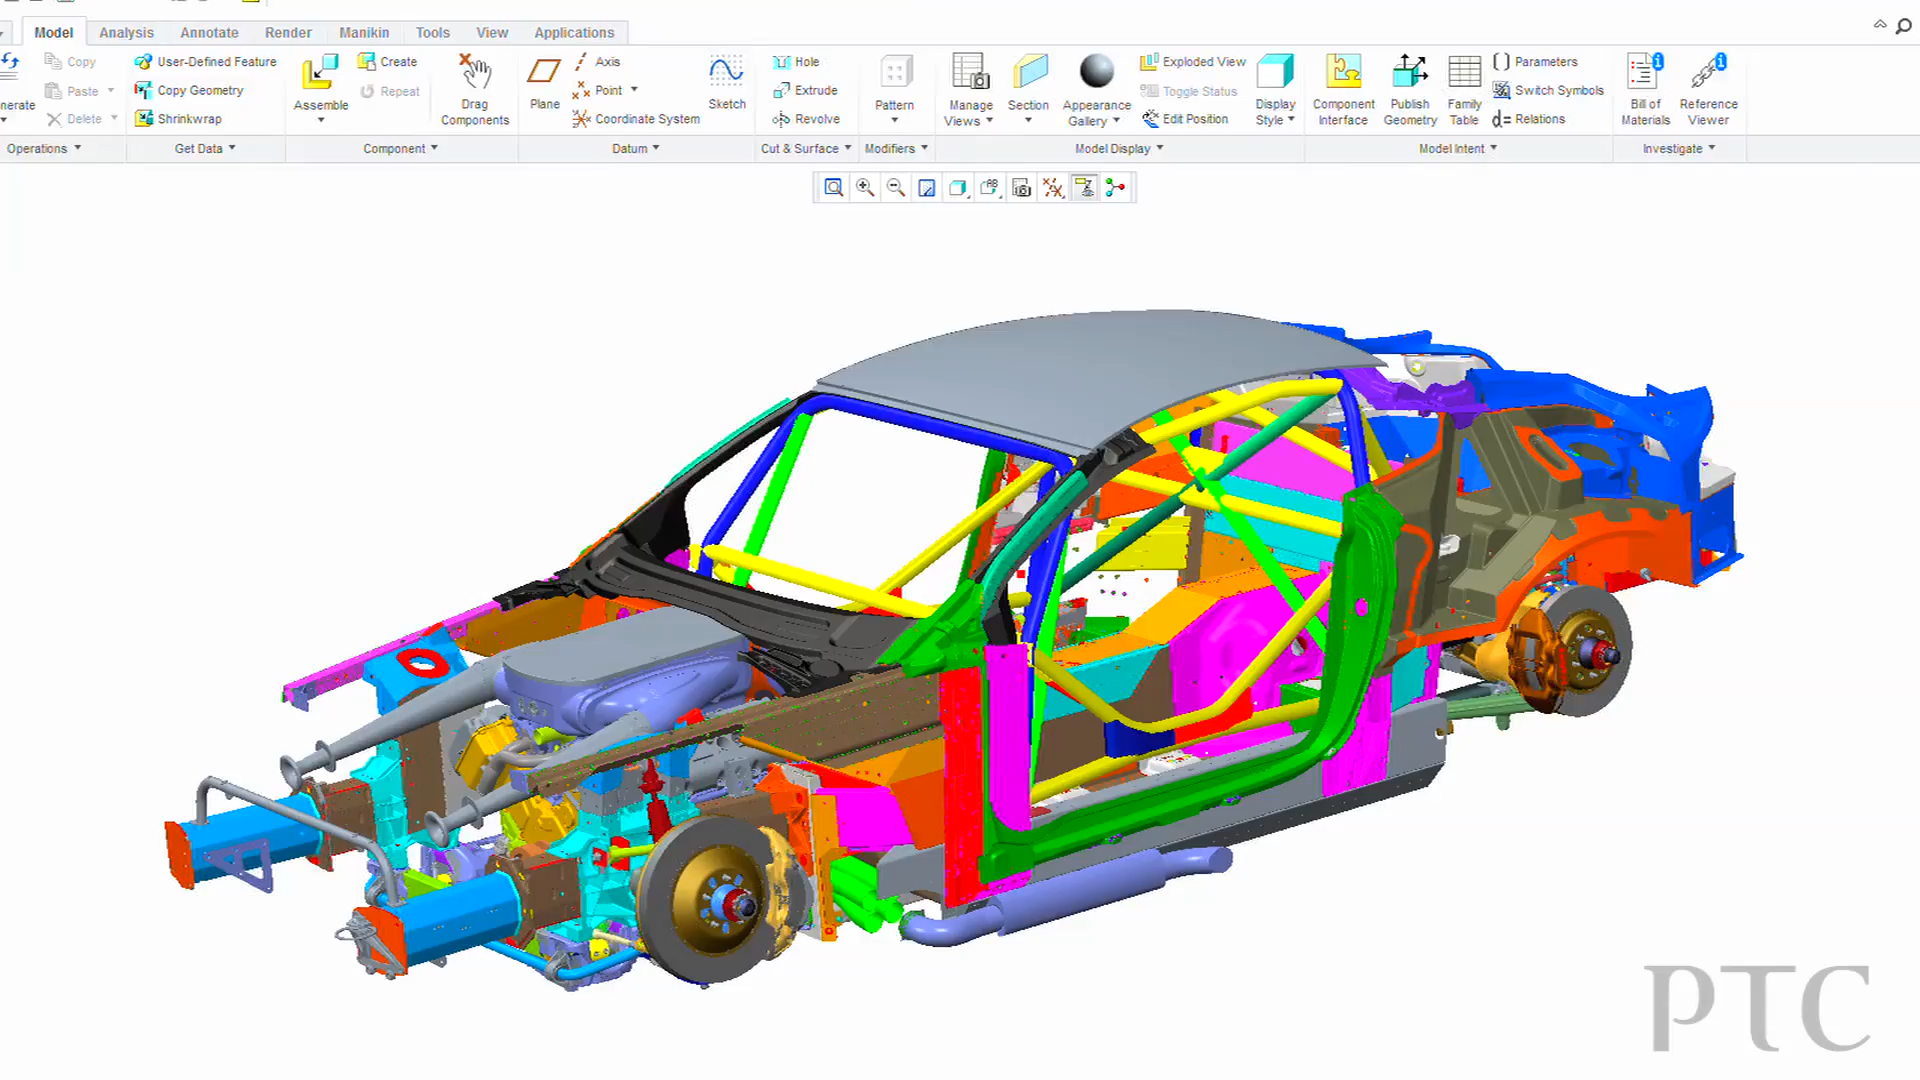 Model Analysis Annotate Render Manikin Tools View Applications
Copy User-Defined Feature Create Axis Hole Exploded View Parameters
Paste Copy Geometry Repeat Point Extrude Toggle Status Switch Symbols
nerate Delete Shrinkwrap Coordinate System Revolve Edit Position Relations
Assemble Drag Components Plane Sketch Pattern Manage Views Section Appearance Gallery Display Style Component Interface Publish Geometry Family Table Bill of Materials Reference Viewer
Operations Get Data Component Datum Cut & Surface Modifiers Model Display Model Intent Investigate
PTC